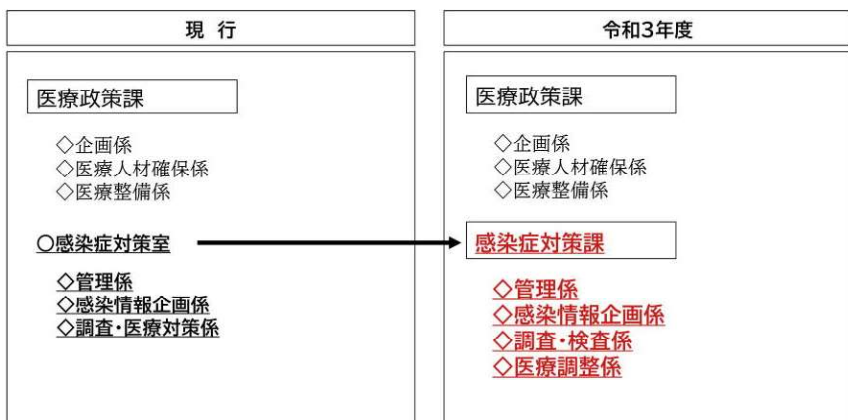 現 行
医療政策課
◇企画係
◇医療人材確保係
◇医療整備係
○感染症対策室
◇管理係
◇感染情報企画係
◇調査・医療対策係
令和3年度
医療政策課
◇企画係
◇医療人材確保係
◇医療整備係
感染症対策課
◇管理係
◇感染情報企画係
◇調査・検査係
◇医療調整係